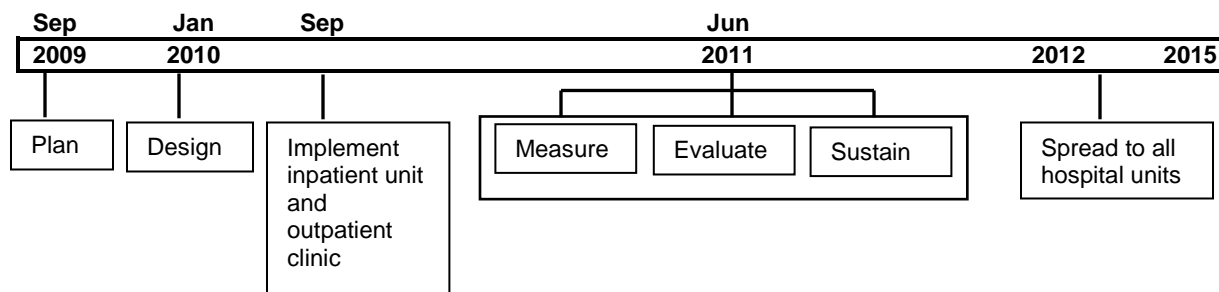 Sep Jan Sep Jun
2009 2010 2011 2012 2015
Plan
Design
Implement
inpatient unit
and
outpatient
clinic
Measure
Evaluate
Sustain
Spread to all
hospital units